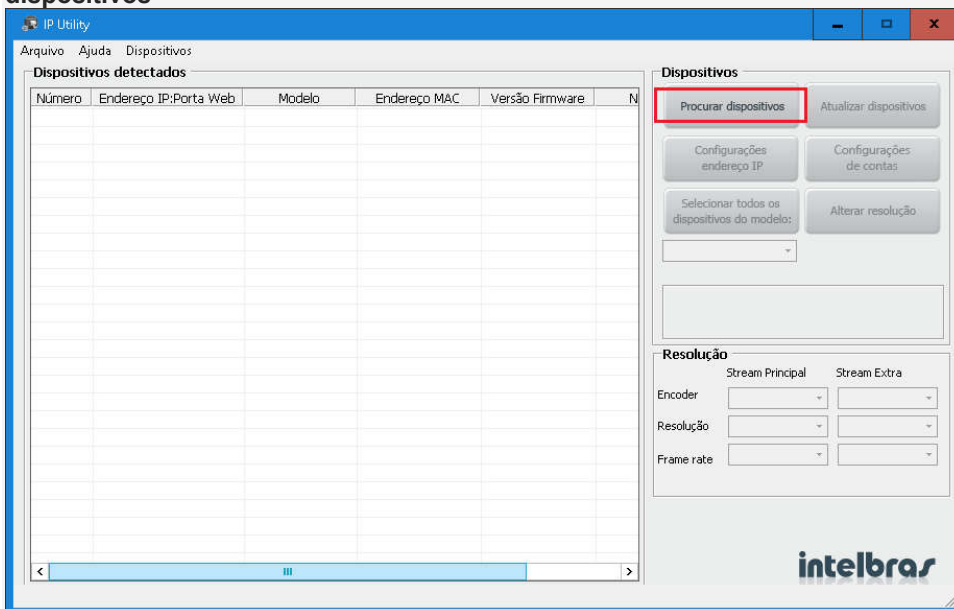 dispositivos
IP Utility
Arquivo Ajuda Dispositivos
Dispositivos detectados
Número Endereço IP:Porta Web Modelo Endereço MAC Versão Firmware N
Dispositivos
Procurar dispositivos Atualizar dispositivos
Configurações
endereço IP
Configurações
de contas
Selecionar todos os
dispositivos do modelo:
Alterar resolução
Resolução
Stream Principal Stream Extra
Encoder
Resolução
Frame rate
intelbras